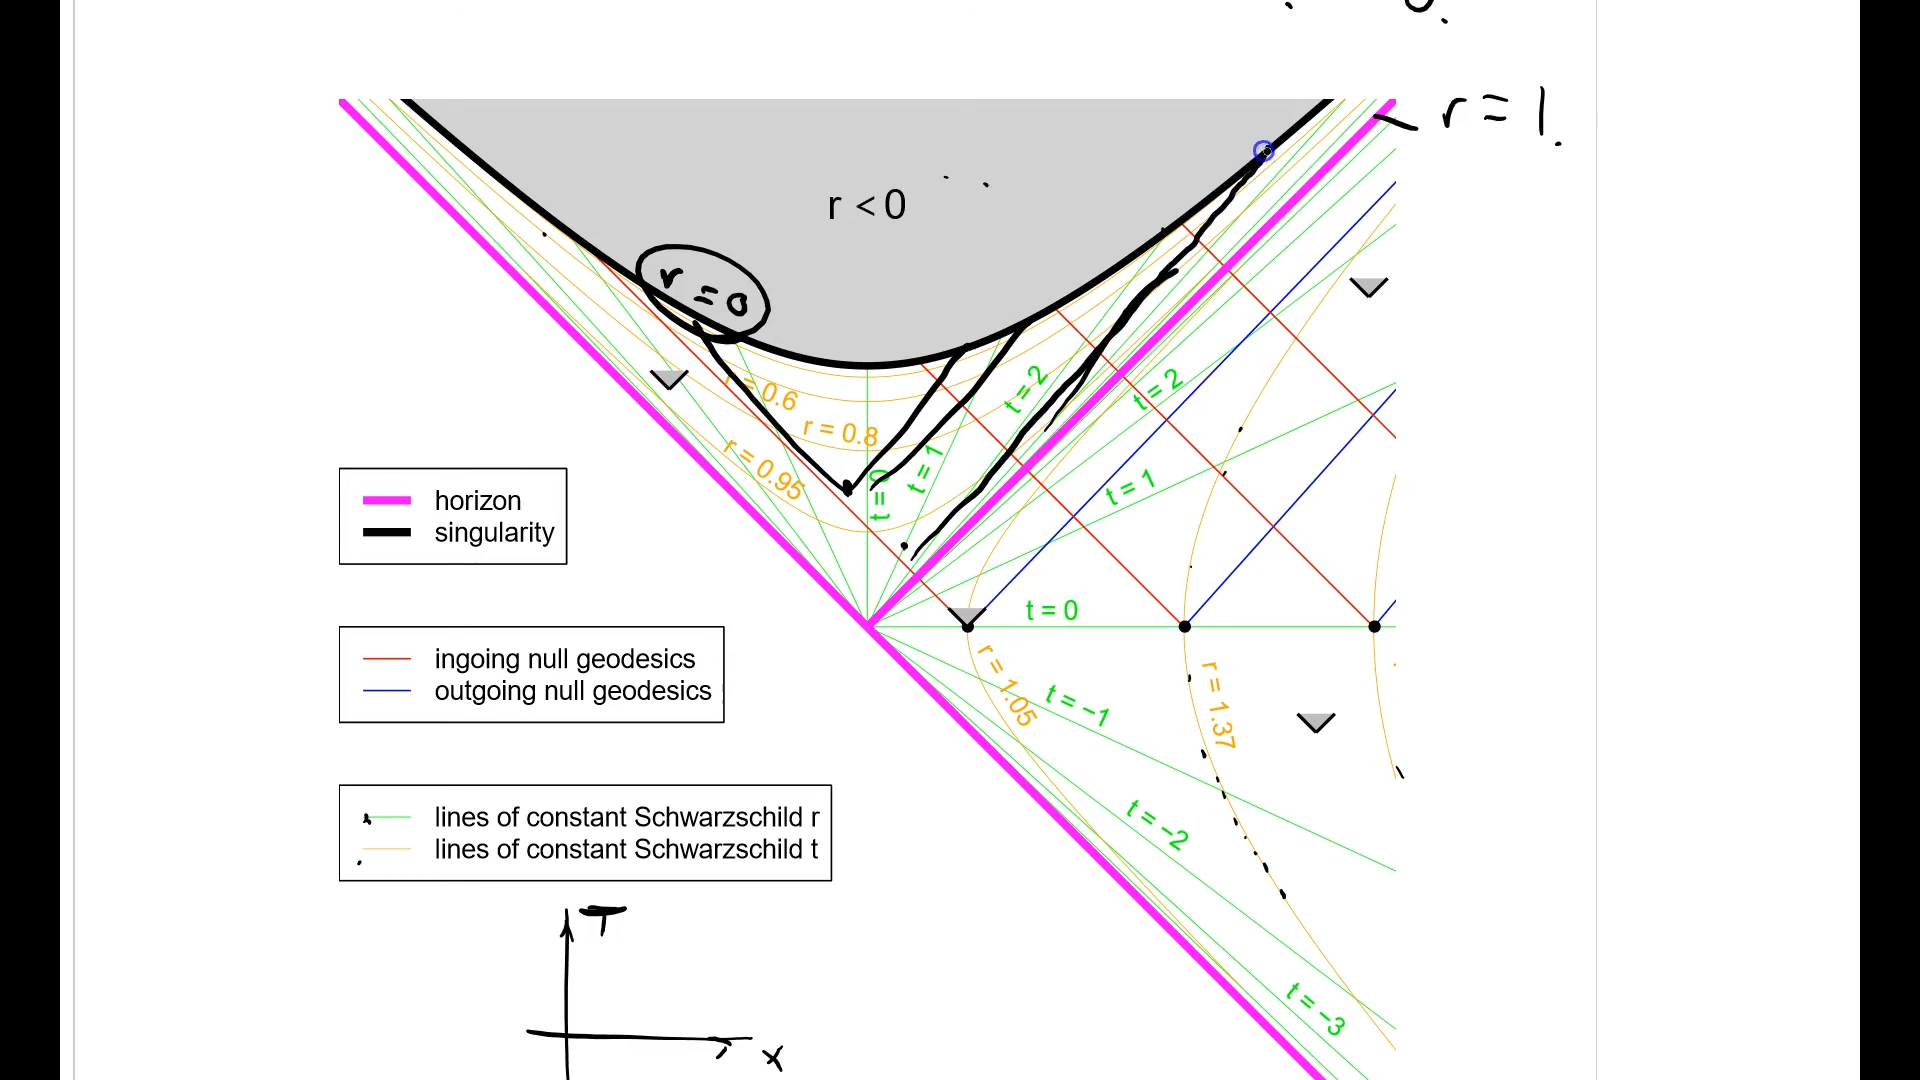 r = 1.
r < 0
r = 0
r = 0.6
r = 0.8
r = 0.95
t = 0
t = 1
t = 2
t = 2
t = 1
t = 0
r = 1.05
r = 1.37
t = −1
t = −2
t = −3
horizon
singularity
ingoing null geodesics
outgoing null geodesics
lines of constant Schwarzschild r
lines of constant Schwarzschild t
T
x